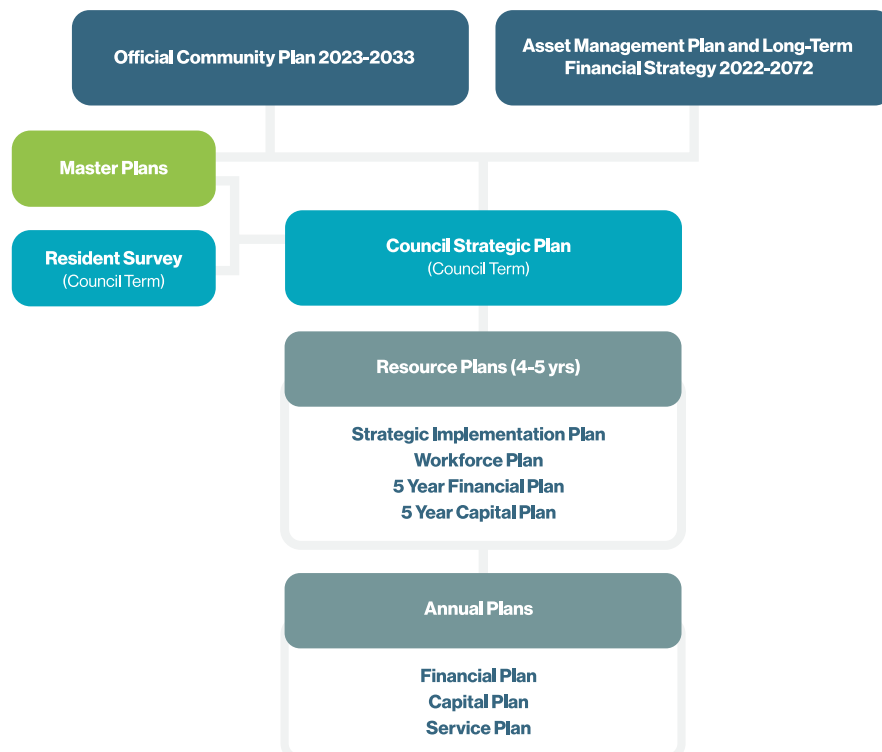 Official Community Plan 2023-2033
Asset Management Plan and Long-Term
Financial Strategy 2022-2072
Master Plans
Resident Survey
(Council Term)
Council Strategic Plan
(Council Term)
Resource Plans (4-5 yrs)
Strategic Implementation Plan
Workforce Plan
5 Year Financial Plan
5 Year Capital Plan
Annual Plans
Financial Plan
Capital Plan
Service Plan